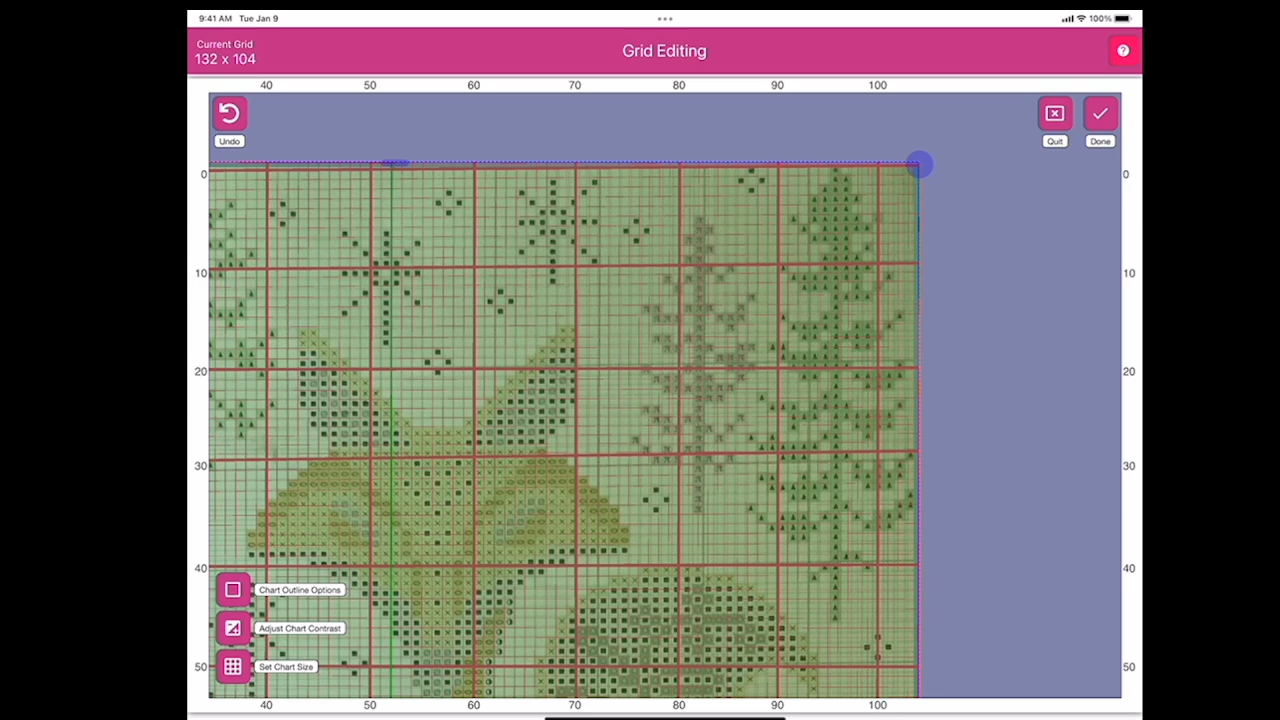 9:41 AM Tue Jan 9
100%
Current Grid
132 x 104
Grid Editing
?
40 50 60 70 80 90 100
Undo
Quit
Done
0 0
10 10
20 20
30 30
40 40
Chart Outline Options
Adjust Chart Contrast
Set Chart Size
50 50
40 50 60 70 80 90 100